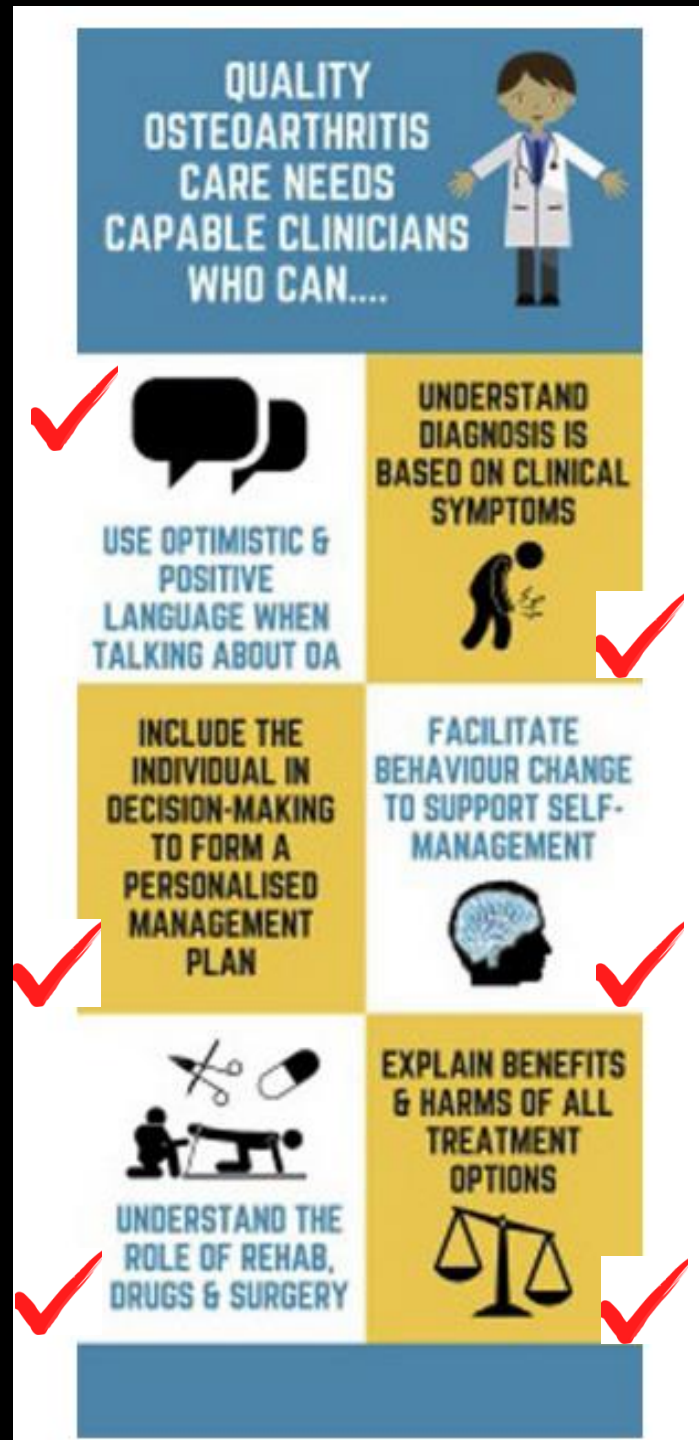 QUALITY
OSTEOARTHRITIS
CARE NEEDS
CAPABLE CLINICIANS
WHO CAN....
USE OPTIMISTIC &
POSITIVE
LANGUAGE WHEN
TALKING ABOUT OA
UNDERSTAND
DIAGNOSIS IS
BASED ON CLINICAL
SYMPTOMS
INCLUDE THE
INDIVIDUAL IN
DECISION-MAKING
TO FORM A
PERSONALISED
MANAGEMENT
PLAN
FACILITATE
BEHAVIOUR CHANGE
TO SUPPORT SELF-
MANAGEMENT
UNDERSTAND THE
ROLE OF REHAB,
DRUGS & SURGERY
EXPLAIN BENEFITS
& HARMS OF ALL
TREATMENT
OPTIONS